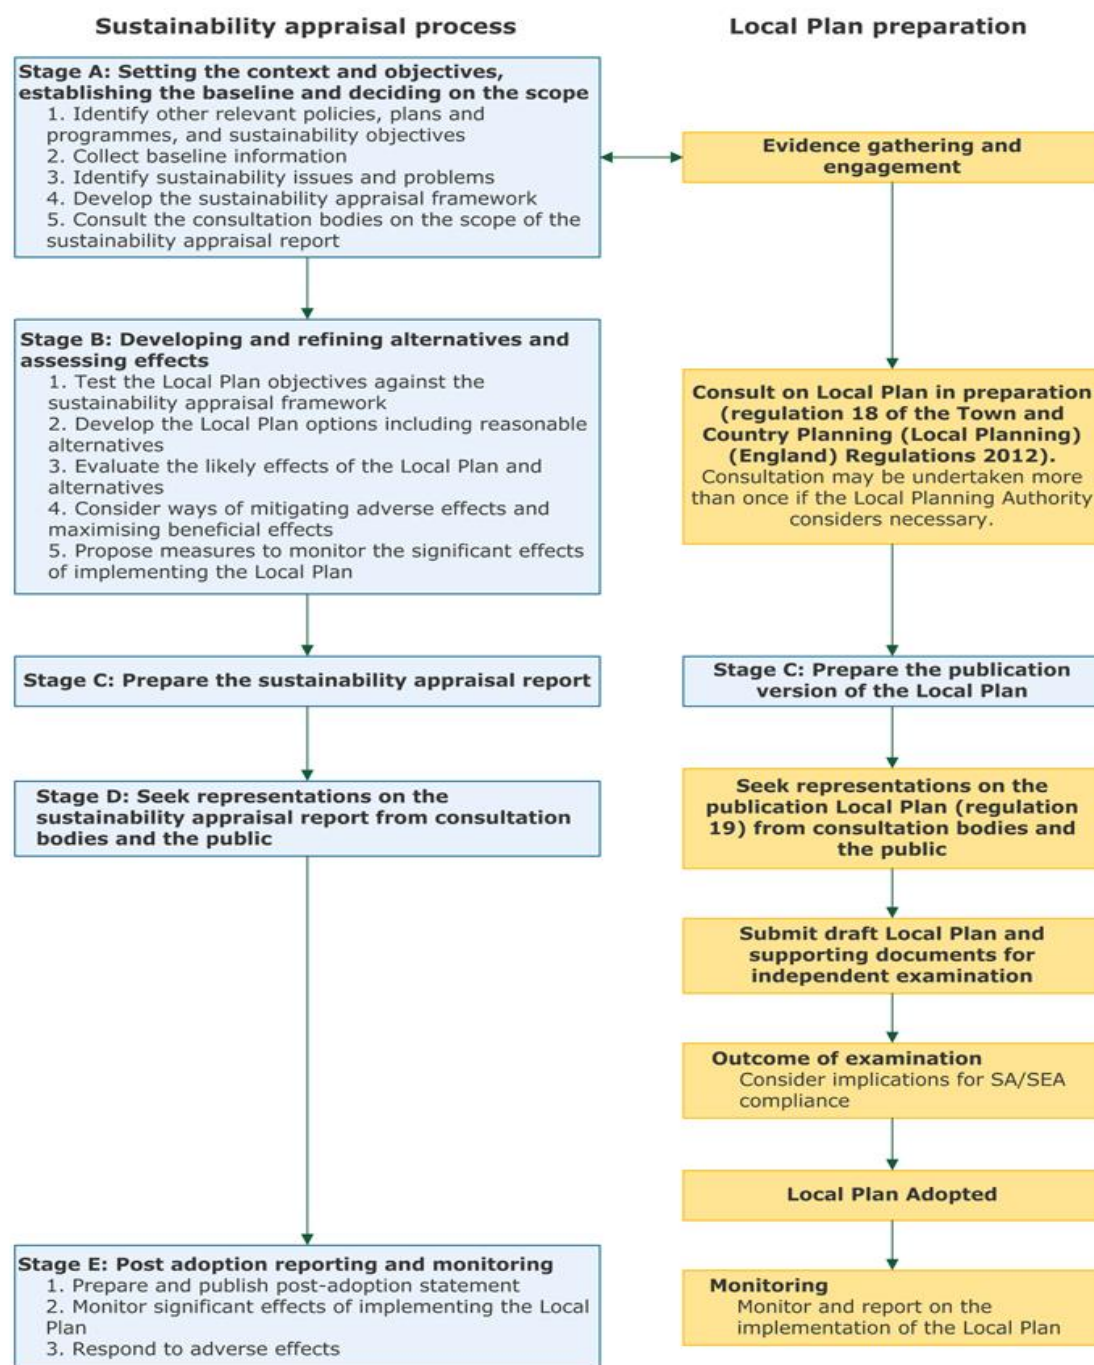 Sustainability appraisal process
Local Plan preparation
Stage A: Setting the context and objectives,
establishing the baseline and deciding on the scope
1. Identify other relevant policies, plans and
programmes, and sustainability objectives
2. Collect baseline information
3. Identify sustainability issues and problems
4. Develop the sustainability appraisal framework
5. Consult the consultation bodies on the scope of the
sustainability appraisal report
Evidence gathering and
engagement
Stage B: Developing and refining alternatives and
assessing effects
1. Test the Local Plan objectives against the
sustainability appraisal framework
2. Develop the Local Plan options including reasonable
alternatives
3. Evaluate the likely effects of the Local Plan and
alternatives
4. Consider ways of mitigating adverse effects and
maximising beneficial effects
5. Propose measures to monitor the significant effects
of implementing the Local Plan
Consult on Local Plan in preparation
(regulation 18 of the Town and
Country Planning (Local Planning)
(England) Regulations 2012).
Consultation may be undertaken more
than once if the Local Planning Authority
considers necessary.
Stage C: Prepare the sustainability appraisal report
Stage C: Prepare the publication
version of the Local Plan
Stage D: Seek representations on the
sustainability appraisal report from consultation
bodies and the public
Seek representations on the
publication Local Plan (regulation
19) from consultation bodies and
the public
Submit draft Local Plan and
supporting documents for
independent examination
Outcome of examination
Consider implications for SA/SEA
compliance
Local Plan Adopted
Stage E: Post adoption reporting and monitoring
1. Prepare and publish post-adoption statement
2. Monitor significant effects of implementing the Local
Plan
3. Respond to adverse effects
Monitoring
Monitor and report on the
implementation of the Local Plan